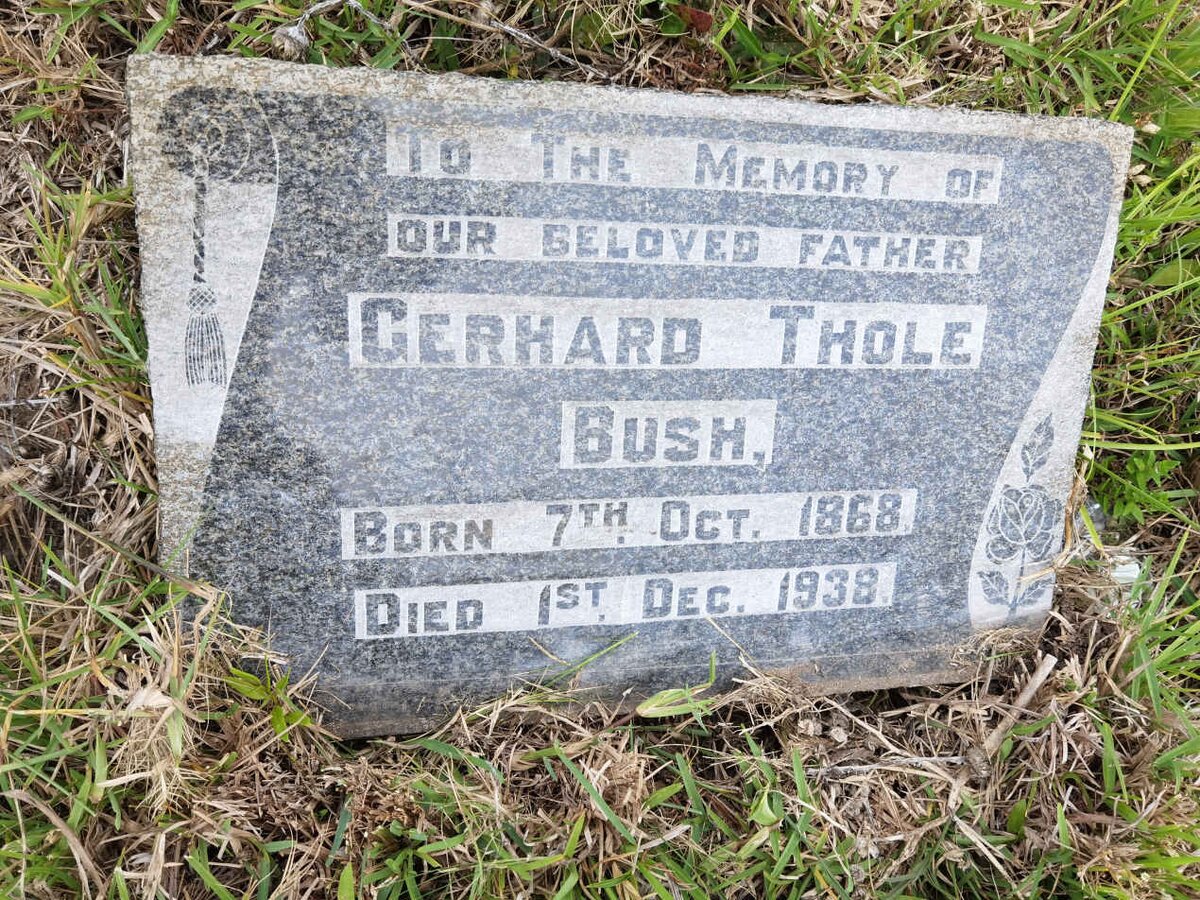 To The Memory of
our beloved father
Gerhard Thole
Bush.
Born 7th. Oct. 1868.
Died 1st. Dec. 1938.